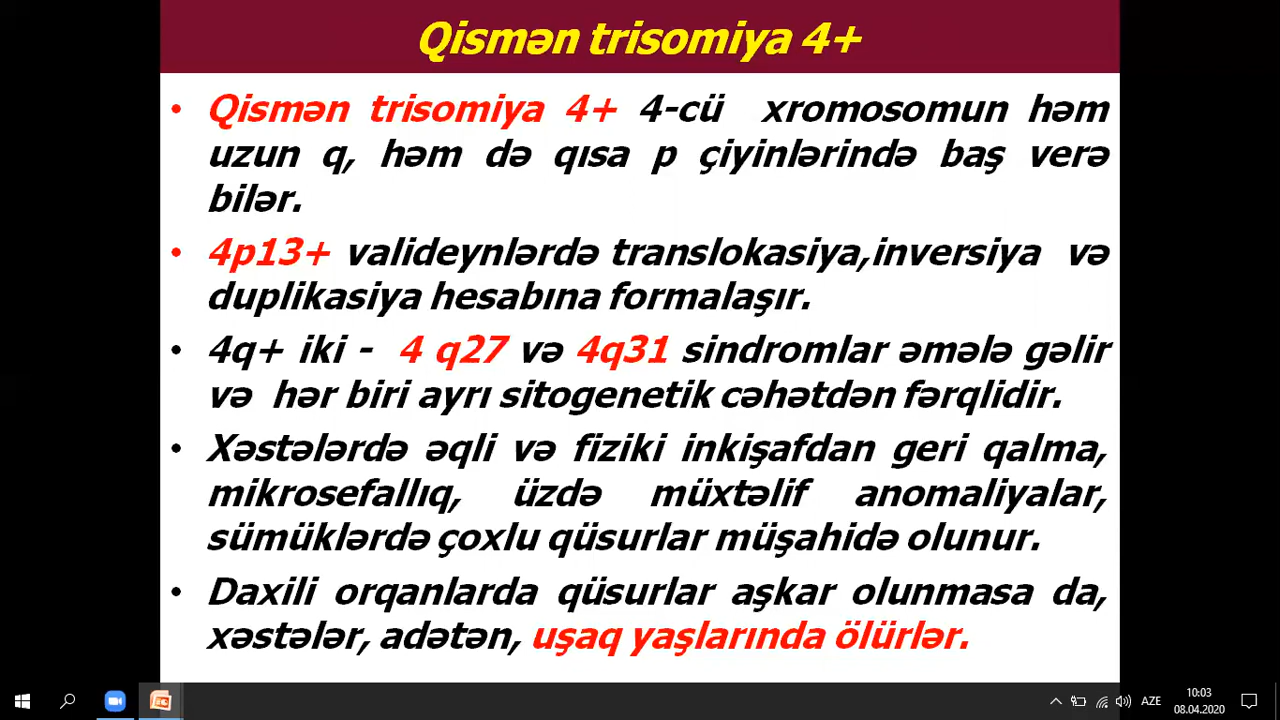 Qismən trisomiya 4+
• Qismən trisomiya 4+ 4-cü xromosomun həm
uzun q, həm də qısa p çiyinlərində baş verə
bilər.
• 4p13+ valideynlərdə translokasiya,inversiya və
duplikasiya hesabına formalaşır.
• 4q+ iki - 4 q27 və 4q31 sindromlar əmələ gəlir
və hər biri ayrı sitogenetik cəhətdən fərqlidir.
• Xəstələrdə əqli və fiziki inkişafdan geri qalma,
mikrosefallıq, üzdə müxtəlif anomaliyalar,
sümüklərdə çoxlu qüsurlar müşahidə olunur.
• Daxili orqanlarda qüsurlar aşkar olunmasa da,
xəstələr, adətən, uşaq yaşlarında ölürlər.
AZE
10:03
08.04.2020